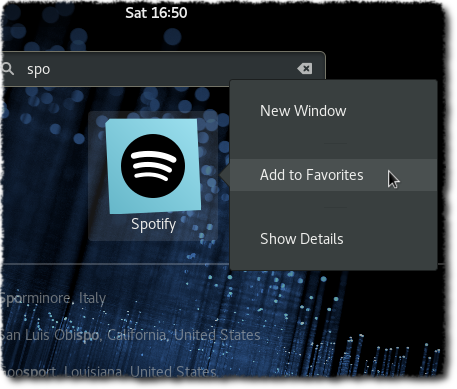 Sat 16:50
spo
New Window
Add to Favorites
Show Details
Spotify
Sporminore, Italy
San Luis Obispo, California, United States
oosport, Louisiana, United States